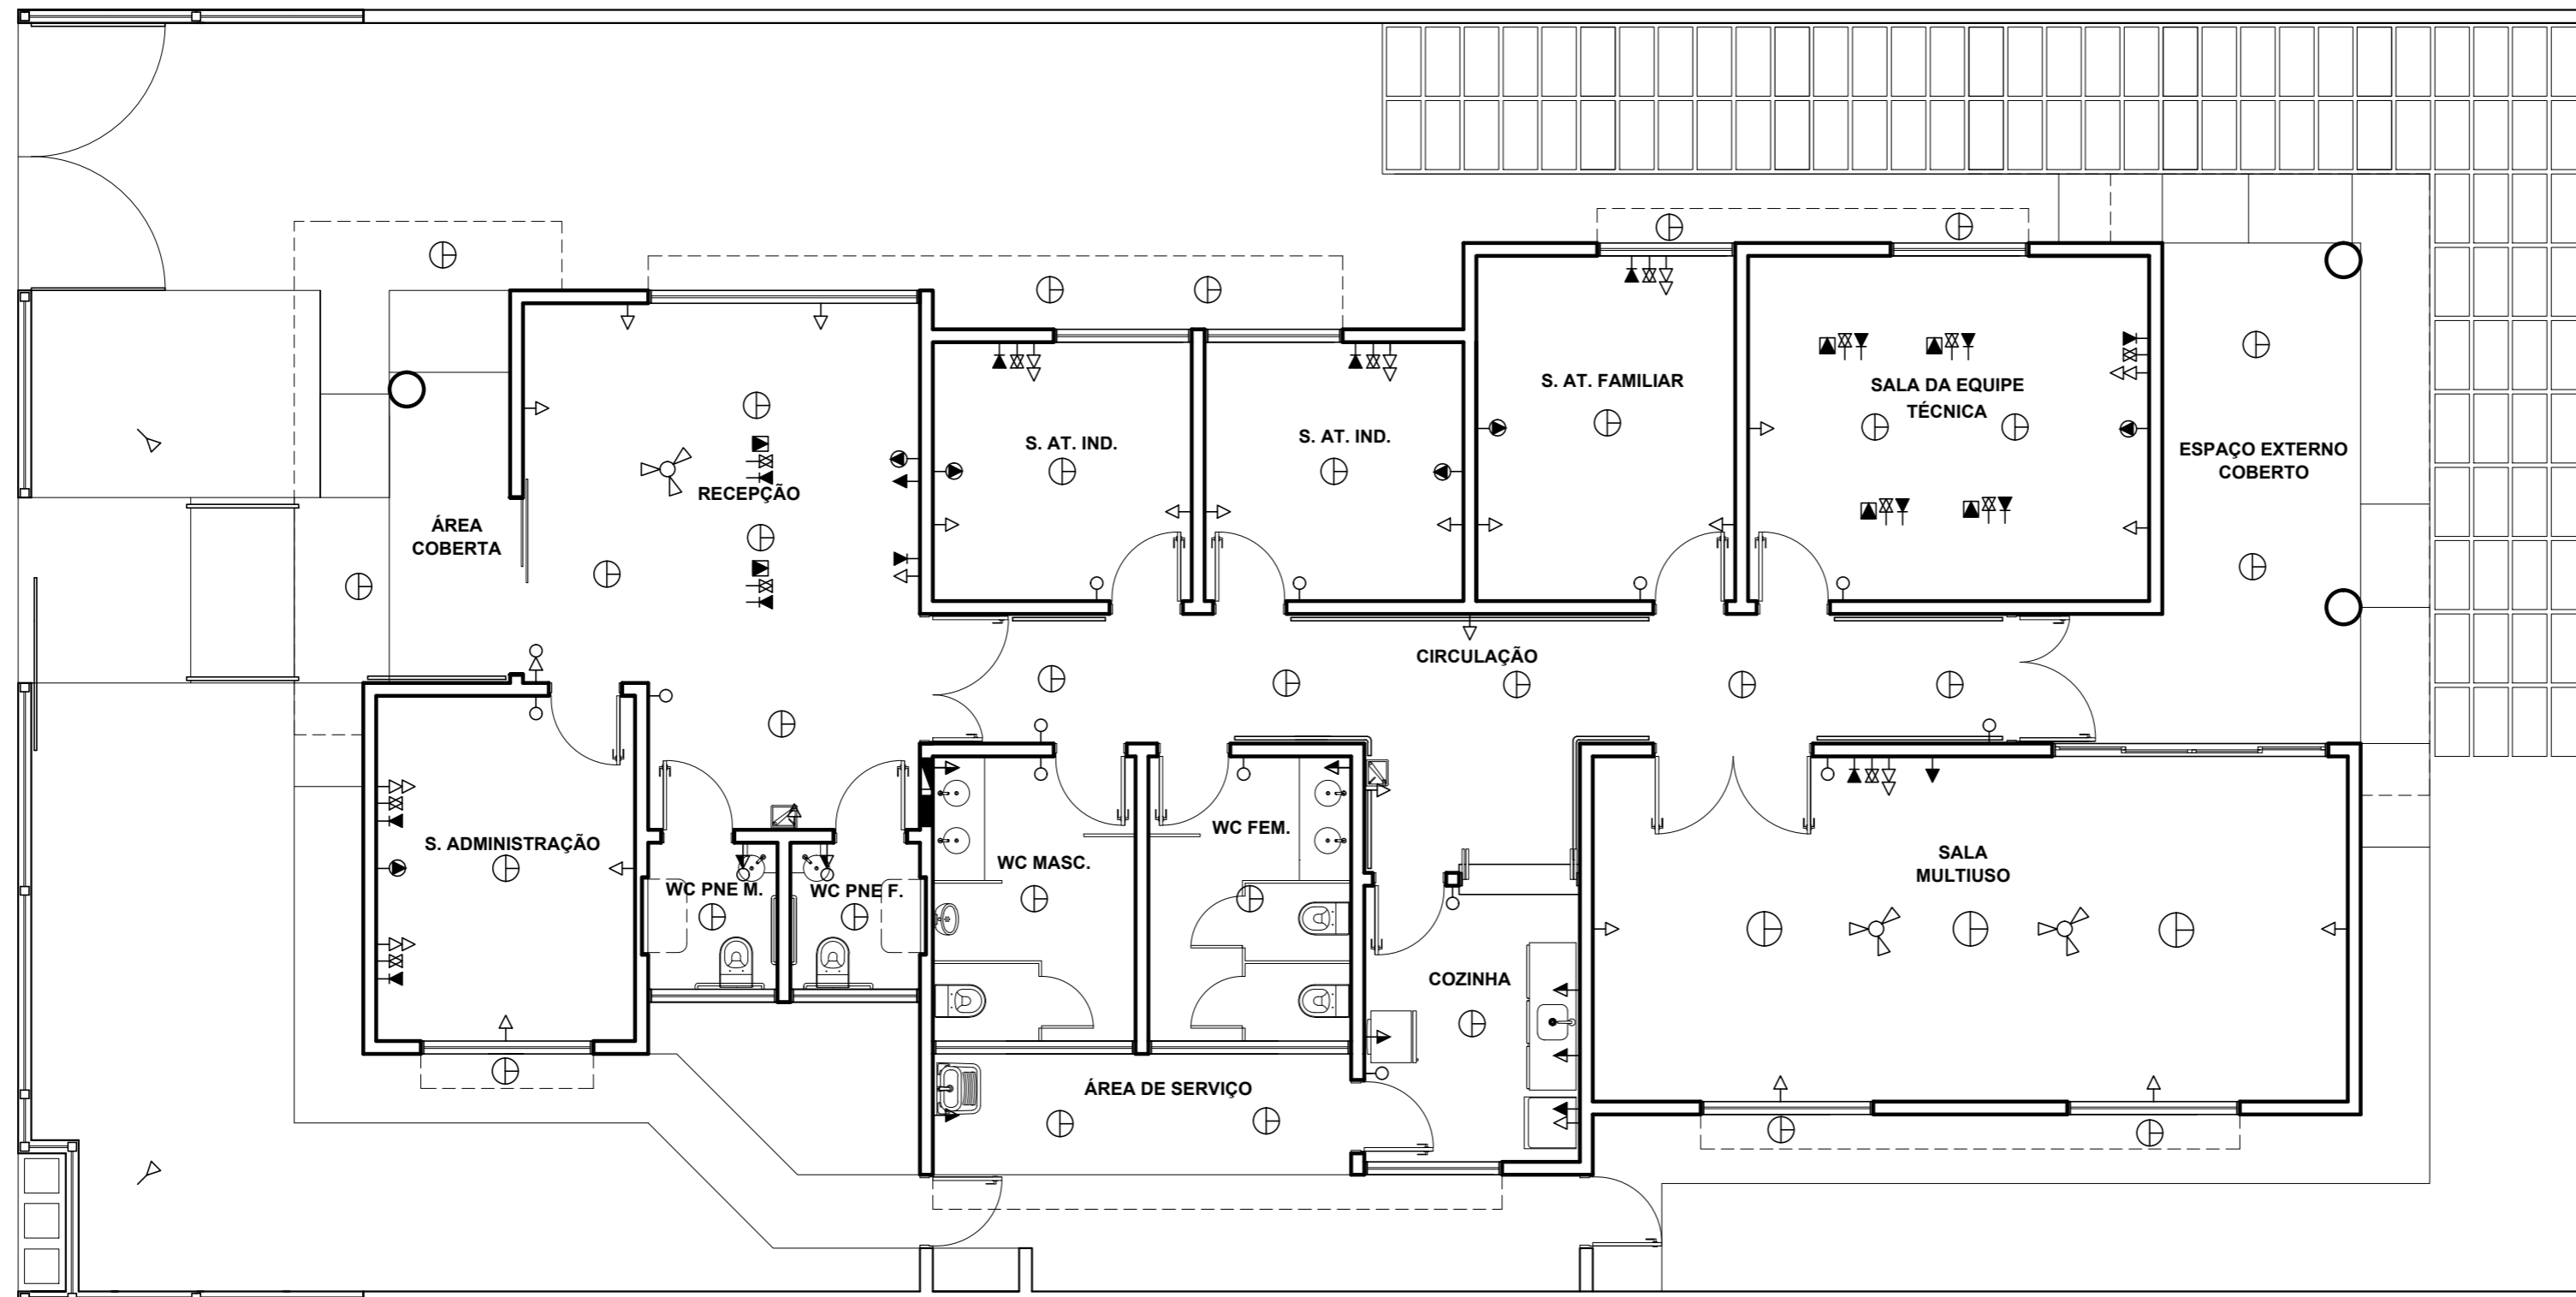 S. AT. FAMILIAR
SALA DA EQUIPE
TÉCNICA
S. AT. IND.
S. AT. IND.
ESPAÇO EXTERNO
COBERTO
RECEPÇÃO
ÁREA
COBERTA
CIRCULAÇÃO
S. ADMINISTRAÇÃO
WC FEM.
WC MASC.
SALA
MULTIUSO
WC PNE M.
WC PNE F.
COZINHA
ÁREA DE SERVIÇO